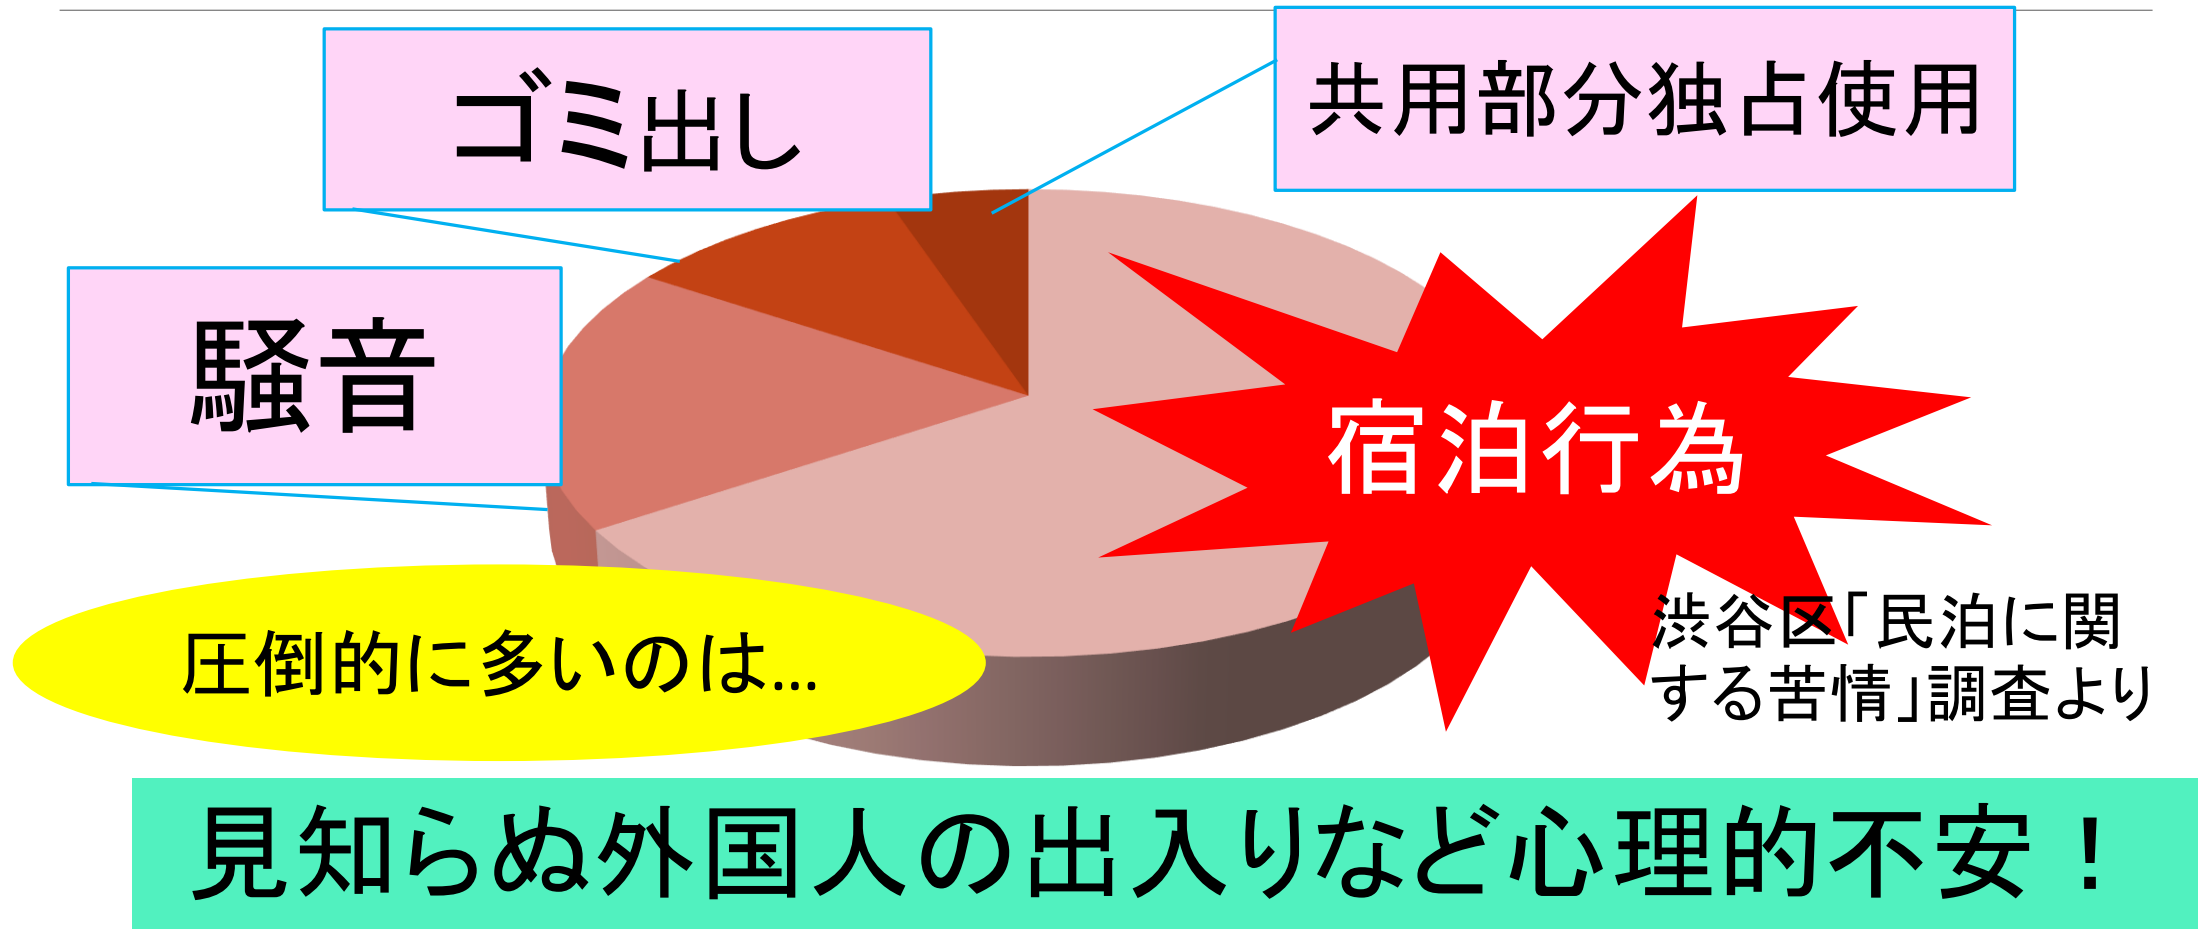 ゴミ出し
共用部分独占使用
騒音
宿泊行為
圧倒的に多いのは...
渋谷区「民泊に関
する苦情」調査より
見知らぬ外国人の出入りなど心理的不安！